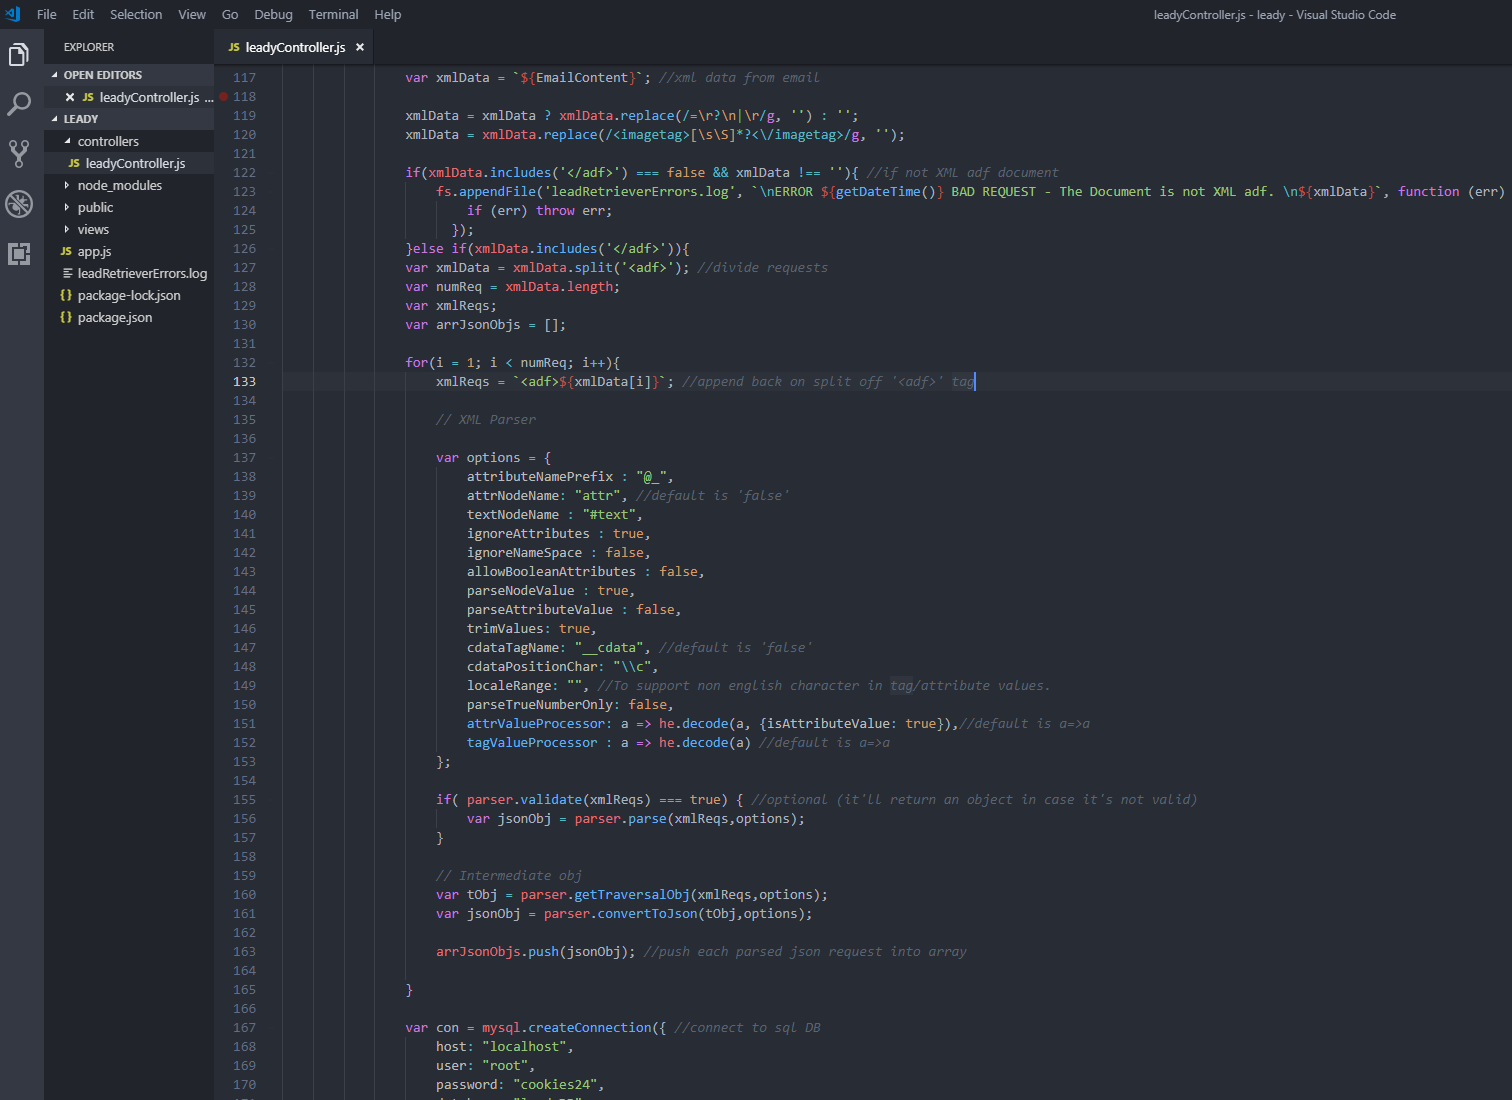 File Edit Selection View Go Debug Terminal Help
leadyController.js - leady - Visual Studio Code
EXPLORER
OPEN EDITORS
JS leadyController.js ...
LEADY
controllers
JS leadyController.js
node_modules
public
views
JS app.js
leadRetrieverErrors.log
{} package-lock.json
{} package.json
JS leadyController.js
117 var xmlData = `${EmailContent}`; //xml data from email
118
119 xmlData = xmlData ? xmlData.replace(/=\r?\n|\r/g, '') : '';
120 xmlData = xmlData.replace(/<imagetag>[\s\S]*?<\/imagetag>/g, '');
121
122 if(xmlData.includes('</adf>') === false && xmlData !== ''){ //if not XML adf document
123 fs.appendFile('leadRetrieverErrors.log', `\nERROR ${getDateTime()} BAD REQUEST - The Document is not XML adf. \n${xmlData}`, function (err)
124 if (err) throw err;
125 });
126 }else if(xmlData.includes('</adf>')){
127 var xmlData = xmlData.split('<adf>'); //divide requests
128 var numReq = xmlData.length;
129 var xmlReqs;
130 var arrJsonObjs = [];
131
132 for(i = 1; i < numReq; i++){
133 xmlReqs = `<adf>${xmlData[i]}`; //append back on split off '<adf>' tag
134
135 // XML Parser
136
137 var options = {
138 attributeNamePrefix : "@_",
139 attrNodeName: "attr", //default is 'false'
140 textNodeName : "#text",
141 ignoreAttributes : true,
142 ignoreNameSpace : false,
143 allowBooleanAttributes : false,
144 parseNodeValue : true,
145 parseAttributeValue : false,
146 trimValues: true,
147 cdataTagName: "__cdata", //default is 'false'
148 cdataPositionChar: "\\c",
149 localeRange: "", //To support non english character in tag/attribute values.
150 parseTrueNumberOnly: false,
151 attrValueProcessor: a => he.decode(a, {isAttributeValue: true}),//default is a=>a
152 tagValueProcessor : a => he.decode(a) //default is a=>a
153 };
154
155 if( parser.validate(xmlReqs) === true) { //optional (it'll return an object in case it's not valid)
156 var jsonObj = parser.parse(xmlReqs,options);
157 }
158
159 // Intermediate obj
160 var tObj = parser.getTraversalObj(xmlReqs,options);
161 var jsonObj = parser.convertToJson(tObj,options);
162
163 arrJsonObjs.push(jsonObj); //push each parsed json request into array
164
165 }
166
167 var con = mysql.createConnection({ //connect to sql DB
168 host: "localhost",
169 user: "root",
170 password: "cookies24",